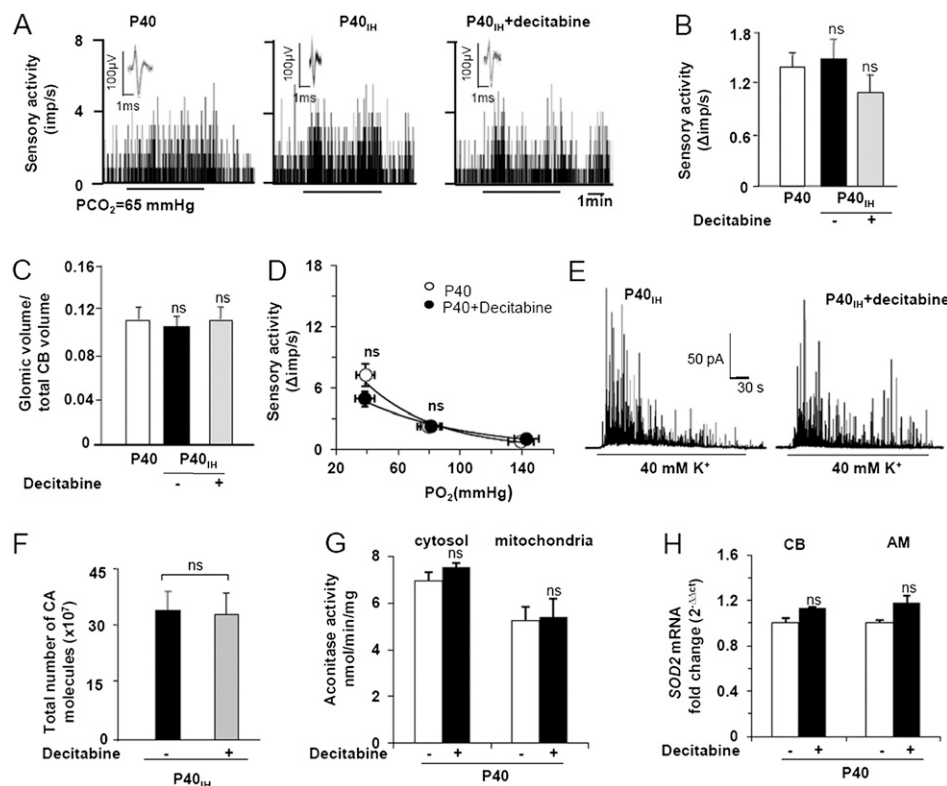 A
P40
P40IH
P40IH+decitabine
Sensory activity
(imp/s)
8
4
0
100µV
1ms
100µV
1ms
100µV
1ms
PCO2=65 mmHg
1min
B
Sensory activity
(Δimp/s)
1.8
1.2
0.6
0
ns
ns
P40
P40IH
Decitabine
-
+
C
Glomic volume/
total CB volume
0.16
0.12
0.08
0.04
0
ns
ns
P40
P40IH
Decitabine
-
+
D
Sensory activity
(Δimp/s)
18
12
6
0
P40
P40+Decitabine
ns
ns
20
60
100
140
PO2(mmHg)
E
P40IH
P40IH+decitabine
50 pA
30 s
40 mM K+
40 mM K+
F
Total number of CA
molecules (x10⁷)
45
30
15
0
ns
Decitabine
-
+
P40IH
G
Aconitase activity
nmol/min/mg
8
6
4
2
0
cytosol
mitochondria
ns
ns
Decitabine
-
+
-
+
P40
H
SOD2 mRNA
fold change (2-ΔΔct)
1.6
1.2
0.8
0.4
0
CB
AM
ns
ns
Decitabine
-
+
-
+
P40